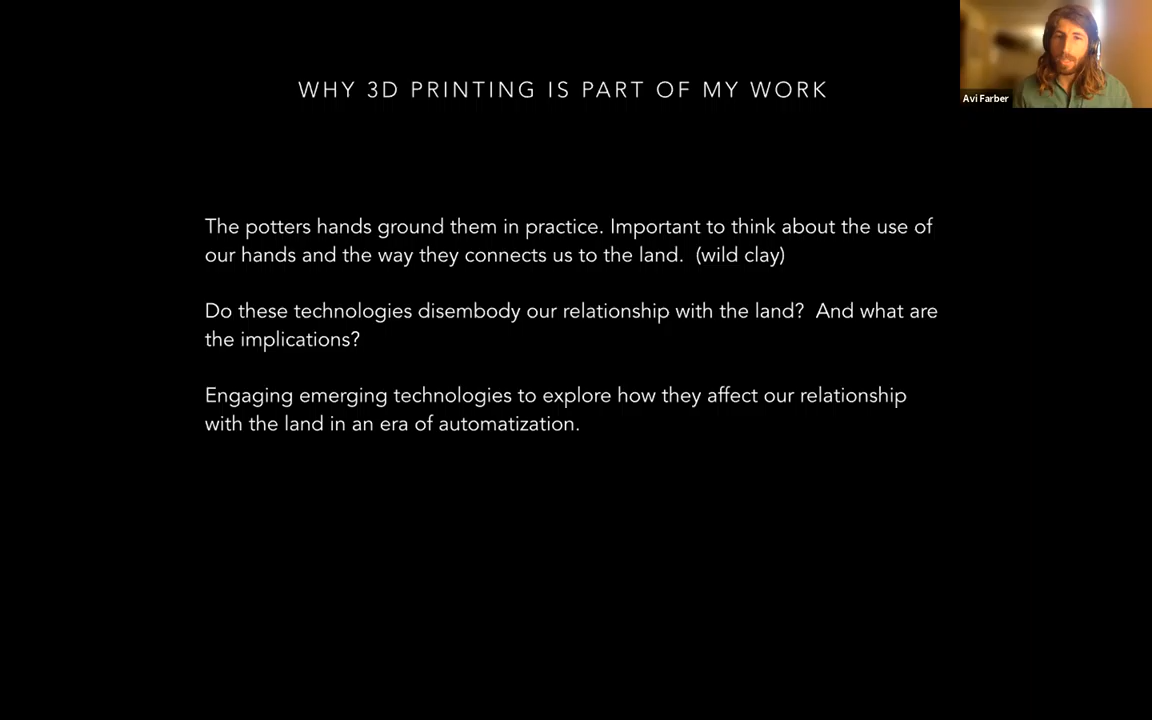 WHY 3D PRINTING IS PART OF MY WORK
Avi Farber
The potters hands ground them in practice. Important to think about the use of
our hands and the way they connects us to the land. (wild clay)
Do these technologies disembody our relationship with the land? And what are
the implications?
Engaging emerging technologies to explore how they affect our relationship
with the land in an era of automatization.